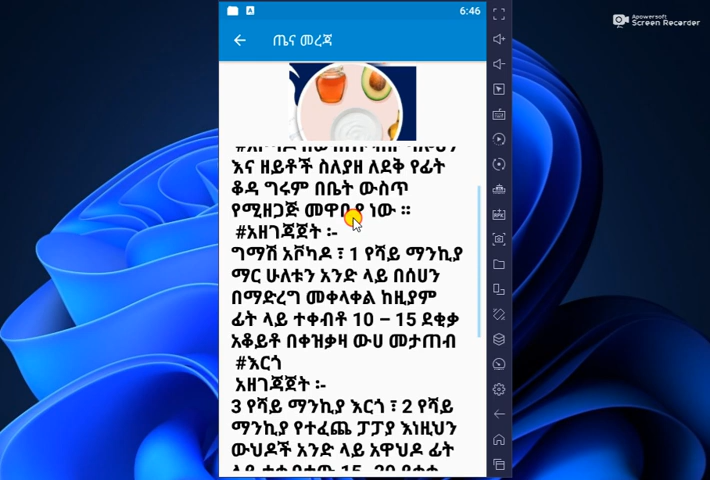 Apowersoft
Screen Recorder
A
6:46
ጤና መረጃ
እና ዘይቶች ስለያዘ ለደቅ የፊት
ቆዳ ግሩም በቤት ውስጥ
የሚዘጋጅ ነው ።
#አዘገጃጀት ፦
ግማሽ አቮካዶ ፣ 1 የሻይ ማንኪያ
ማር ሁለቱን አንድ ላይ በሰሀን
በማድረግ መቀላቀል ከዚያም
ፊት ላይ ተቀብቶ 10 – 15 ደቂቃ
አቆይቶ በቀዝቃዛ ውሀ መታጠብ
#እርጎ
አዘገጃጀት ፦
3 የሻይ ማንኪያ እርጎ ፣ 2 የሻይ
ማንኪያ የተፈጨ ፓፓያ እነዚህን
ውህዶች አንድ ላይ አዋህዶ ፊት